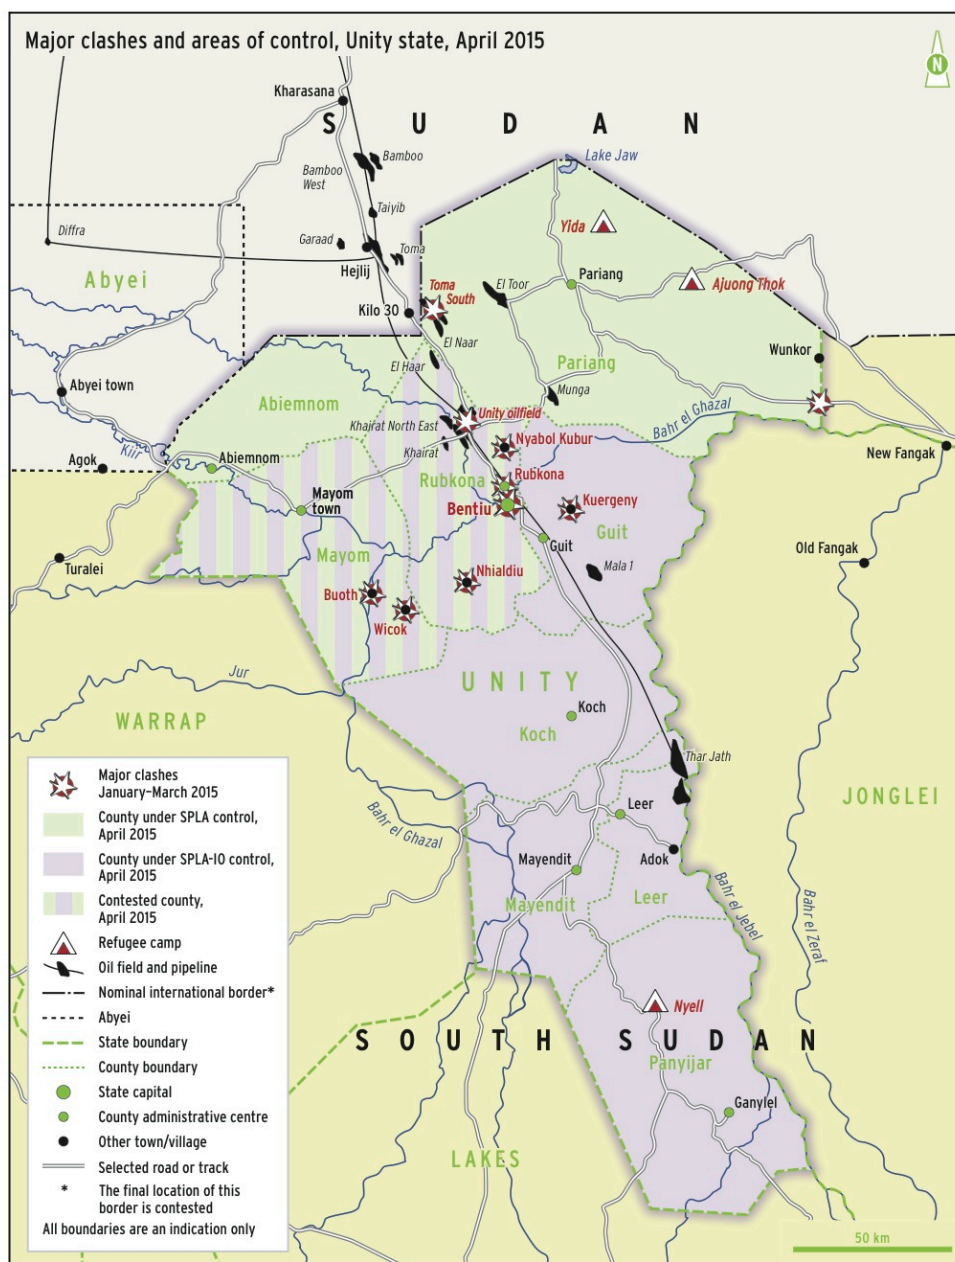 Major clashes and areas of control, Unity state, April 2015
N
Kharasana
SUDAN
Bamboo
Bamboo
West
Lake Jaw
Taiyib
Diffra
Garaad
Toma
Hejlij
Yida
Abyei
El Toor
Pariang
Ajuong Thok
Toma
South
Kilo 30
El Naar
Wunkor
El Haar
Pariang
Abyei town
Munga
Abiemnom
Unity oilfield
Khairat North East
Bahr el Ghazal
Nyabol Kubur
New Fangak
Kiir
Khairat
Agok
Abiemnom
Rubkona
Rubkona
Mayom
town
Bentiu
Kuergeny
Guit
Guit
Old Fangak
Turalei
Mayom
Mala 1
Nhialdiu
Buoth
Wicok
Jur
UNITY
WARRAP
Koch
Koch
Thar Jath
JONGLEI
Leer
Bahr el Ghazal
Mayendit
Adok
Mayendit
Leer
Bahr el Jebel
Bahr el Zeraf
Nyell
SOUTH SUDAN
Panyijar
Ganylel
LAKES
Major clashes
January–March 2015
County under SPLA control,
April 2015
County under SPLA-IO control,
April 2015
Contested county,
April 2015
Refugee camp
Oil field and pipeline
Nominal international border*
Abyei
State boundary
County boundary
State capital
County administrative centre
Other town/village
Selected road or track
* The final location of this
border is contested
All boundaries are an indication only
50 km